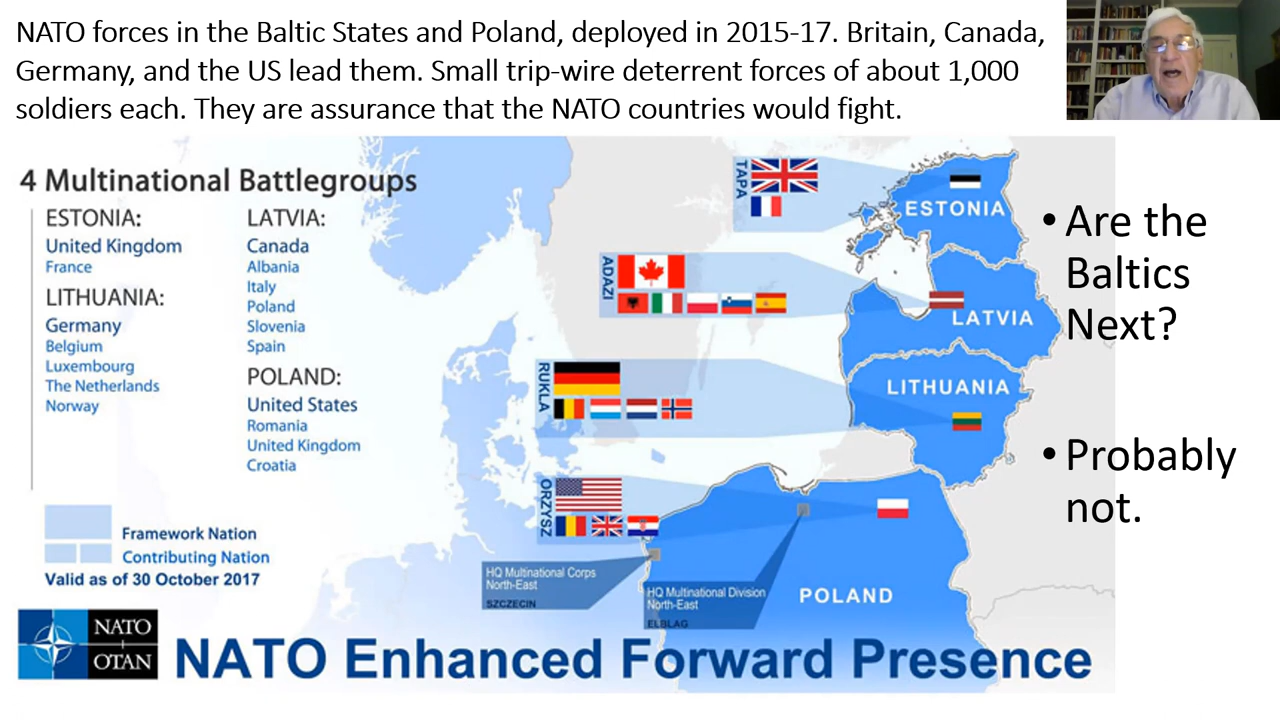 NATO forces in the Baltic States and Poland, deployed in 2015-17. Britain, Canada,
Germany, and the US lead them. Small trip-wire deterrent forces of about 1,000
soldiers each. They are assurance that the NATO countries would fight.
4 Multinational Battlegroups
ESTONIA:
United Kingdom
France
LITHUANIA:
Germany
Belgium
Luxembourg
The Netherlands
Norway
LATVIA:
Canada
Albania
Italy
Poland
Slovenia
Spain
POLAND:
United States
Romania
United Kingdom
Croatia
Framework Nation
Contributing Nation
Valid as of 30 October 2017
TAPA
ESTONIA
ADAZI
LATVIA
RUKLA
LITHUANIA
ORZYSZ
HQ Multinational Corps
North-East
SZCZECIN
HQ Multinational Division
North-East
ELBLAG
POLAND
NATO
OTAN
NATO Enhanced Forward Presence
• Are the
Baltics
Next?
• Probably
not.